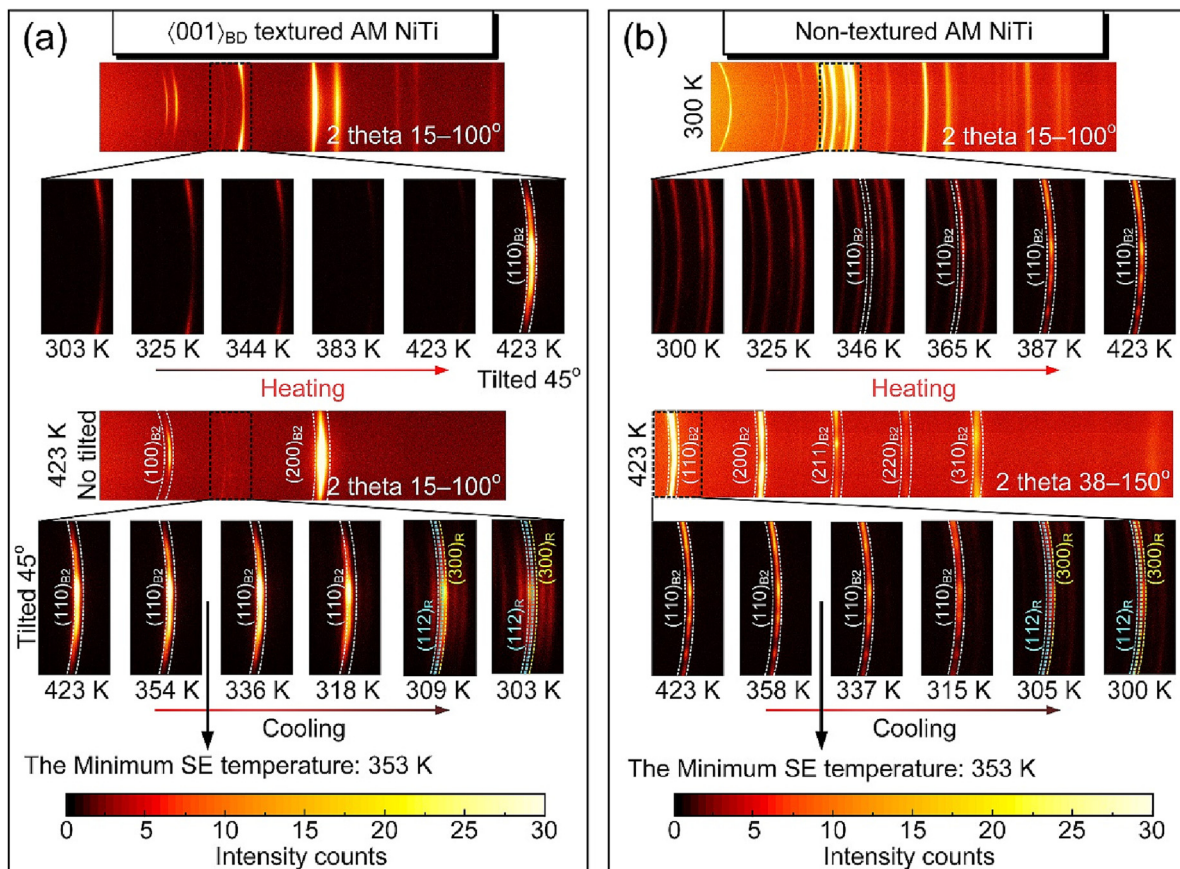 (a)
⟨001⟩BD textured AM NiTi
2 theta 15–100°
(110)B2
303 K 325 K 344 K 383 K 423 K 423 K
Heating
Tilted 45°
423 K
No tilted
(100)B2
(200)B2
2 theta 15–100°
Tilted 45°
(110)B2
(110)B2
(110)B2
(110)B2
(112)R
(300)R
(112)R
(300)R
423 K 354 K 336 K 318 K 309 K 303 K
Cooling
The Minimum SE temperature: 353 K
0 5 10 15 20 25 30
Intensity counts
(b)
Non-textured AM NiTi
300 K
2 theta 15–100°
(110)B2
(110)B2
(110)B2
(110)B2
300 K 325 K 346 K 365 K 387 K 423 K
Heating
423 K
(110)B2
(200)B2
(211)B2
(220)B2
(310)B2
2 theta 38–150°
(110)B2
(110)B2
(110)B2
(110)B2
(112)R
(300)R
(112)R
(300)R
423 K 358 K 337 K 315 K 305 K 300 K
Cooling
The Minimum SE temperature: 353 K
0 5 10 15 20 25 30
Intensity counts